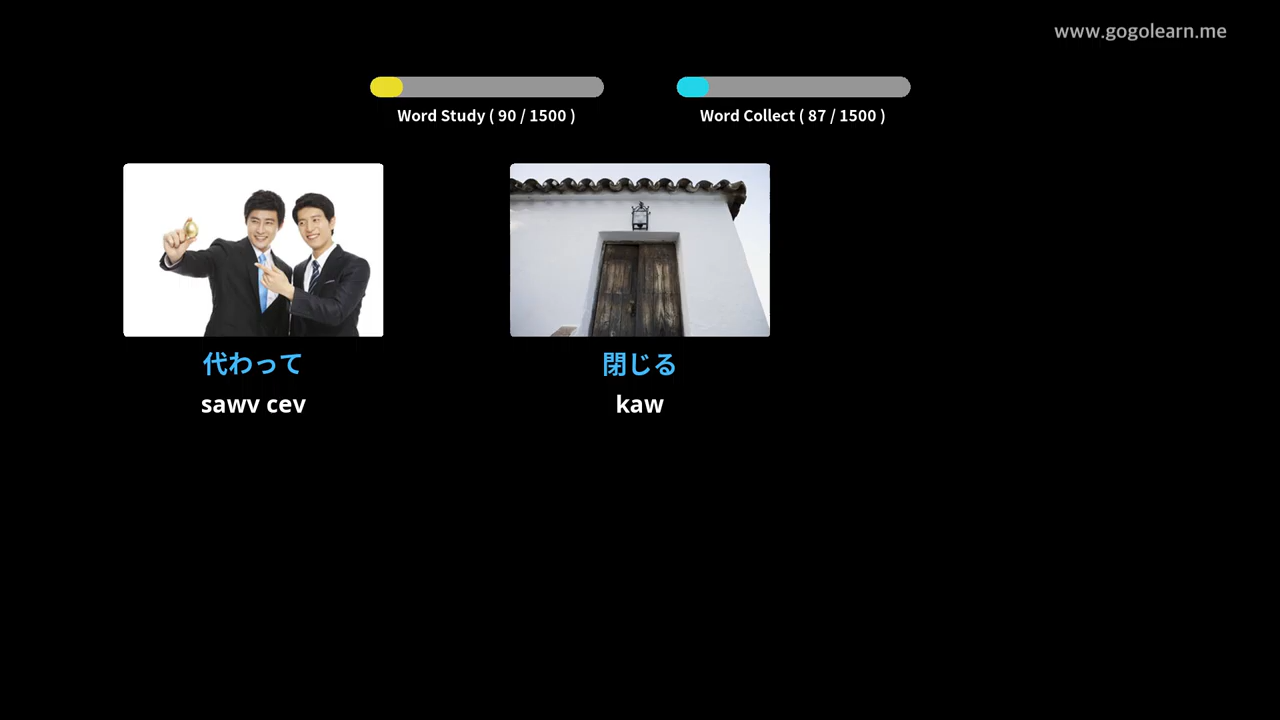 www.gogolearn.me
Word Study ( 90 / 1500 )
Word Collect ( 87 / 1500 )
代わって
閉じる
sawv cev
kaw